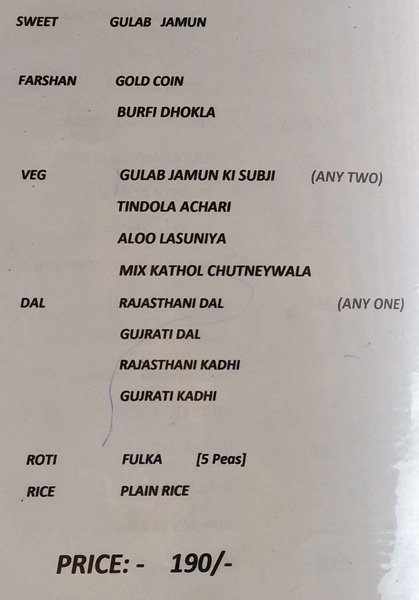 SWEET GULAB JAMUN
FARSHAN GOLD COIN
BURFI DHOKLA
VEG GULAB JAMUN KI SUBJI (ANY TWO)
TINDOLA ACHARI
ALOO LASUNIYA
MIX KATHOL CHUTNEYWALA
DAL RAJASTHANI DAL (ANY ONE)
GUJRATI DAL
RAJASTHANI KADHI
GUJRATI KADHI
ROTI FULKA [5 Peas]
RICE PLAIN RICE
PRICE: - 190/-